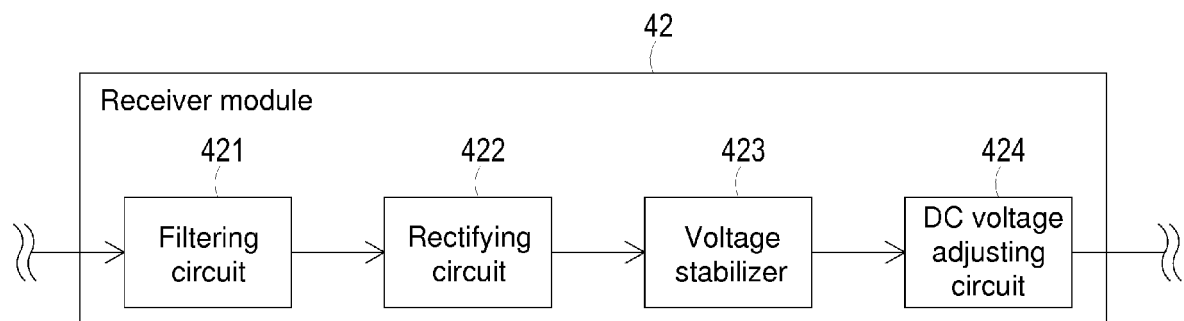 42
Receiver module
421
422
423
424
Filtering
circuit
Rectifying
circuit
Voltage
stabilizer
DC voltage
adjusting
circuit